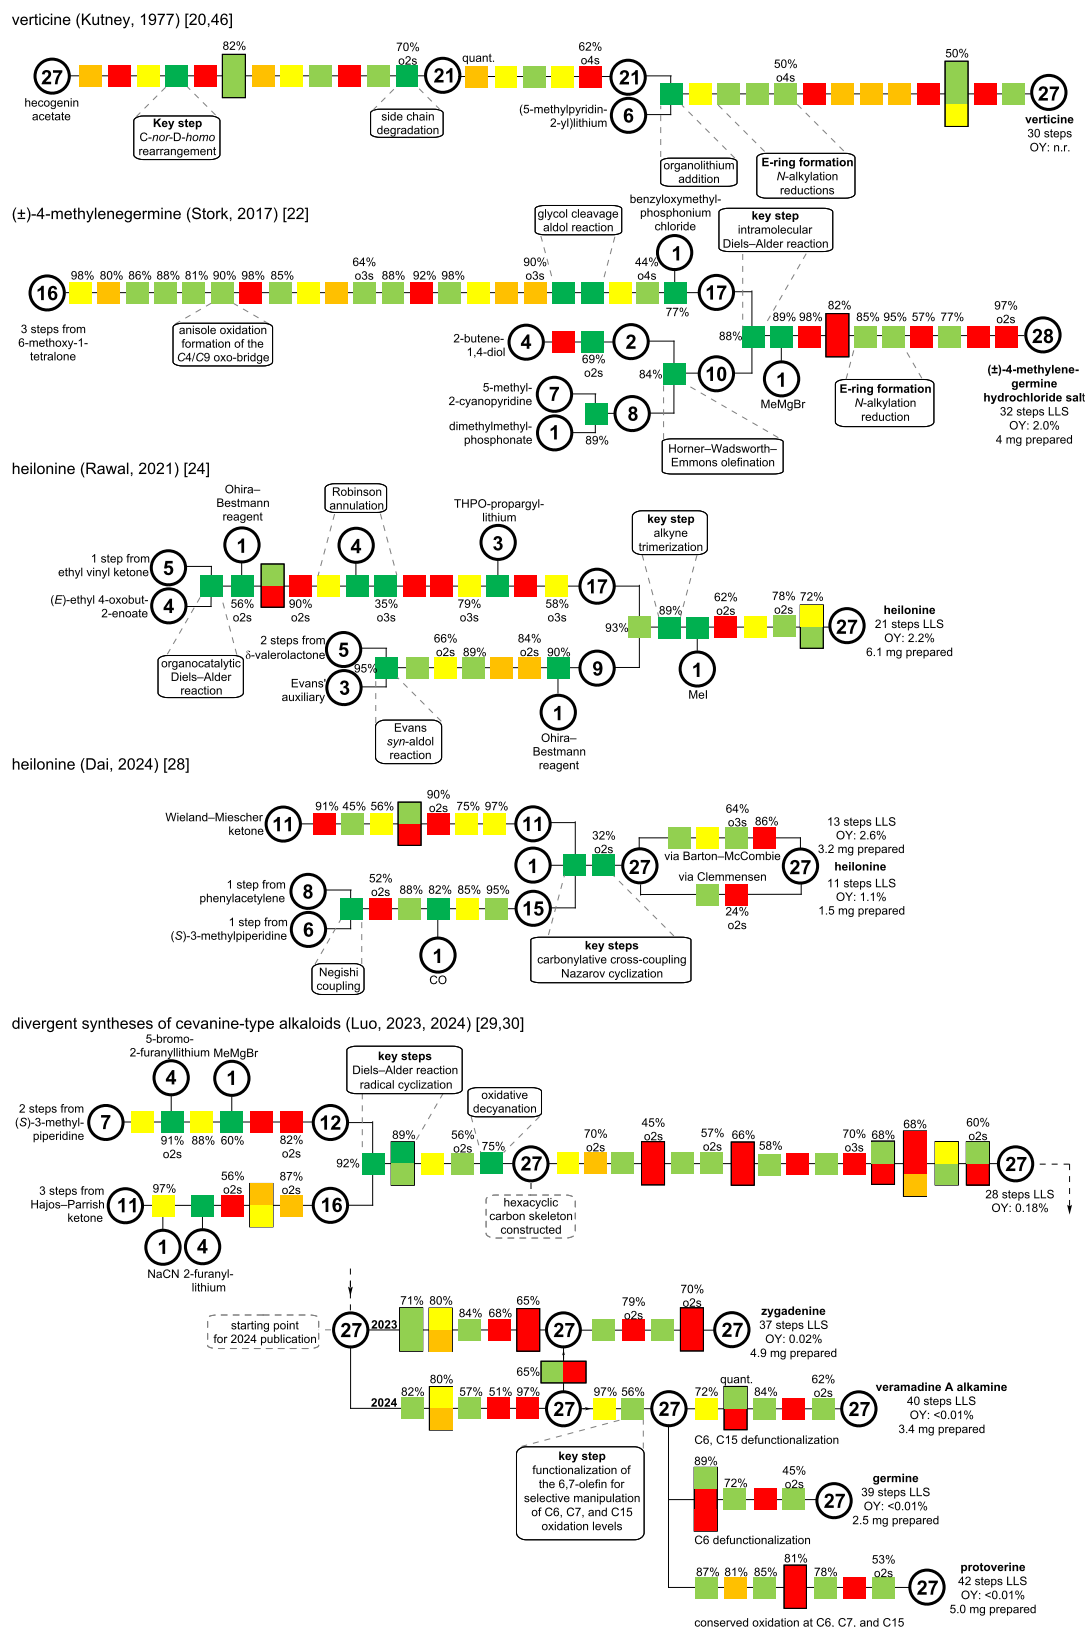 verticine (Kutney, 1977) [20,46]
82%
70%
o2s
quant.
62%
o4s
50%
o4s
50%
27
21
21
6
27
hecogenin
acetate
Key step
C-nor-D-homo
rearrangement
side chain
degradation
(5-methylpyridin-
2-yl)lithium
organolithium
addition
E-ring formation
N-alkylation
reductions
verticine
30 steps
OY: n.r.
(±)-4-methylenegermine (Stork, 2017) [22]
glycol cleavage
aldol reaction
benzyloxymethyl-
phosphonium
chloride
key step
intramolecular
Diels–Alder reaction
1
16
98% 80% 86% 88% 81% 90% 98% 85%
64%
o3s
88% 92% 98%
90%
o3s
44%
o4s
77%
17
3 steps from
6-methoxy-1-
tetralone
anisole oxidation
formation of the
C4/C9 oxo-bridge
2-butene-
1,4-diol
4
69%
o2s
2
84%
10
88%
89% 98%
82%
85% 95% 57% 77%
97%
o2s
28
5-methyl-
2-cyanopyridine
7
dimethylmethyl-
phosphonate
1
89%
8
1
MeMgBr
E-ring formation
N-alkylation
reduction
Horner–Wadsworth–
Emmons olefination
(±)-4-methylene-
germine
hydrochloride salt
32 steps LLS
OY: 2.0%
4 mg prepared
heilonine (Rawal, 2021) [24]
Ohira–
Bestmann
reagent
1
Robinson
annulation
4
THPO-propargyl-
lithium
3
key step
alkyne
trimerization
1 step from
ethyl vinyl ketone
5
(E)-ethyl 4-oxobut-
2-enoate
4
56%
o2s
90%
o2s
35%
o3s
79%
o3s
58%
o3s
17
organocatalytic
Diels–Alder
reaction
2 steps from
δ-valerolactone
5
Evans'
auxiliary
3
95%
66%
o2s
89%
84%
o2s
90%
9
93%
89%
62%
o2s
78%
o2s
72%
27
1
MeI
heilonine
21 steps LLS
OY: 2.2%
6.1 mg prepared
Evans
syn-aldol
reaction
1
Ohira–
Bestmann
reagent
heilonine (Dai, 2024) [28]
Wieland–Miescher
ketone
11
91% 45% 56%
90%
o2s
75% 97%
11
1
32%
o2s
27
64%
o3s
86%
via Barton–McCombie
via Clemmensen
24%
o2s
27
13 steps LLS
OY: 2.6%
3.2 mg prepared
heilonine
11 steps LLS
OY: 1.1%
1.5 mg prepared
1 step from
phenylacetylene
8
1 step from
(S)-3-methylpiperidine
6
52%
o2s
88% 82% 85% 95%
15
1
CO
Negishi
coupling
key steps
carbonylative cross-coupling
Nazarov cyclization
divergent syntheses of cevanine-type alkaloids (Luo, 2023, 2024) [29,30]
5-bromo-
2-furanyllithium
4
MeMgBr
1
key steps
Diels–Alder reaction
radical cyclization
oxidative
decyanation
2 steps from
(S)-3-methyl-
piperidine
7
91%
o2s
88% 60%
82%
o2s
12
92%
89%
56%
o2s
75%
27
70%
o2s
45%
o2s
57%
o2s
66%
58%
70%
o3s
68%
68%
60%
o2s
27
28 steps LLS
OY: 0.18%
hexacyclic
carbon skeleton
constructed
3 steps from
Hajos–Parrish
ketone
11
97%
56%
o2s
87%
o2s
16
1
NaCN
4
2-furanyl-
lithium
starting point
for 2024 publication
27
2023
71% 80% 84% 68% 65%
27
79%
o2s
70%
o2s
27
zygadenine
37 steps LLS
OY: 0.02%
4.9 mg prepared
65%
2024
82% 80% 57% 51% 97%
27
97% 56%
27
72%
quant.
84%
62%
o2s
27
C6, C15 defunctionalization
veramadine A alkamine
40 steps LLS
OY: <0.01%
3.4 mg prepared
key step
functionalization of
the 6,7-olefin for
selective manipulation
of C6, C7, and C15
oxidation levels
89%
72%
45%
o2s
27
C6 defunctionalization
germine
39 steps LLS
OY: <0.01%
2.5 mg prepared
87% 81% 85%
81%
78%
53%
o2s
27
conserved oxidation at C6, C7, and C15
protoverine
42 steps LLS
OY: <0.01%
5.0 mg prepared